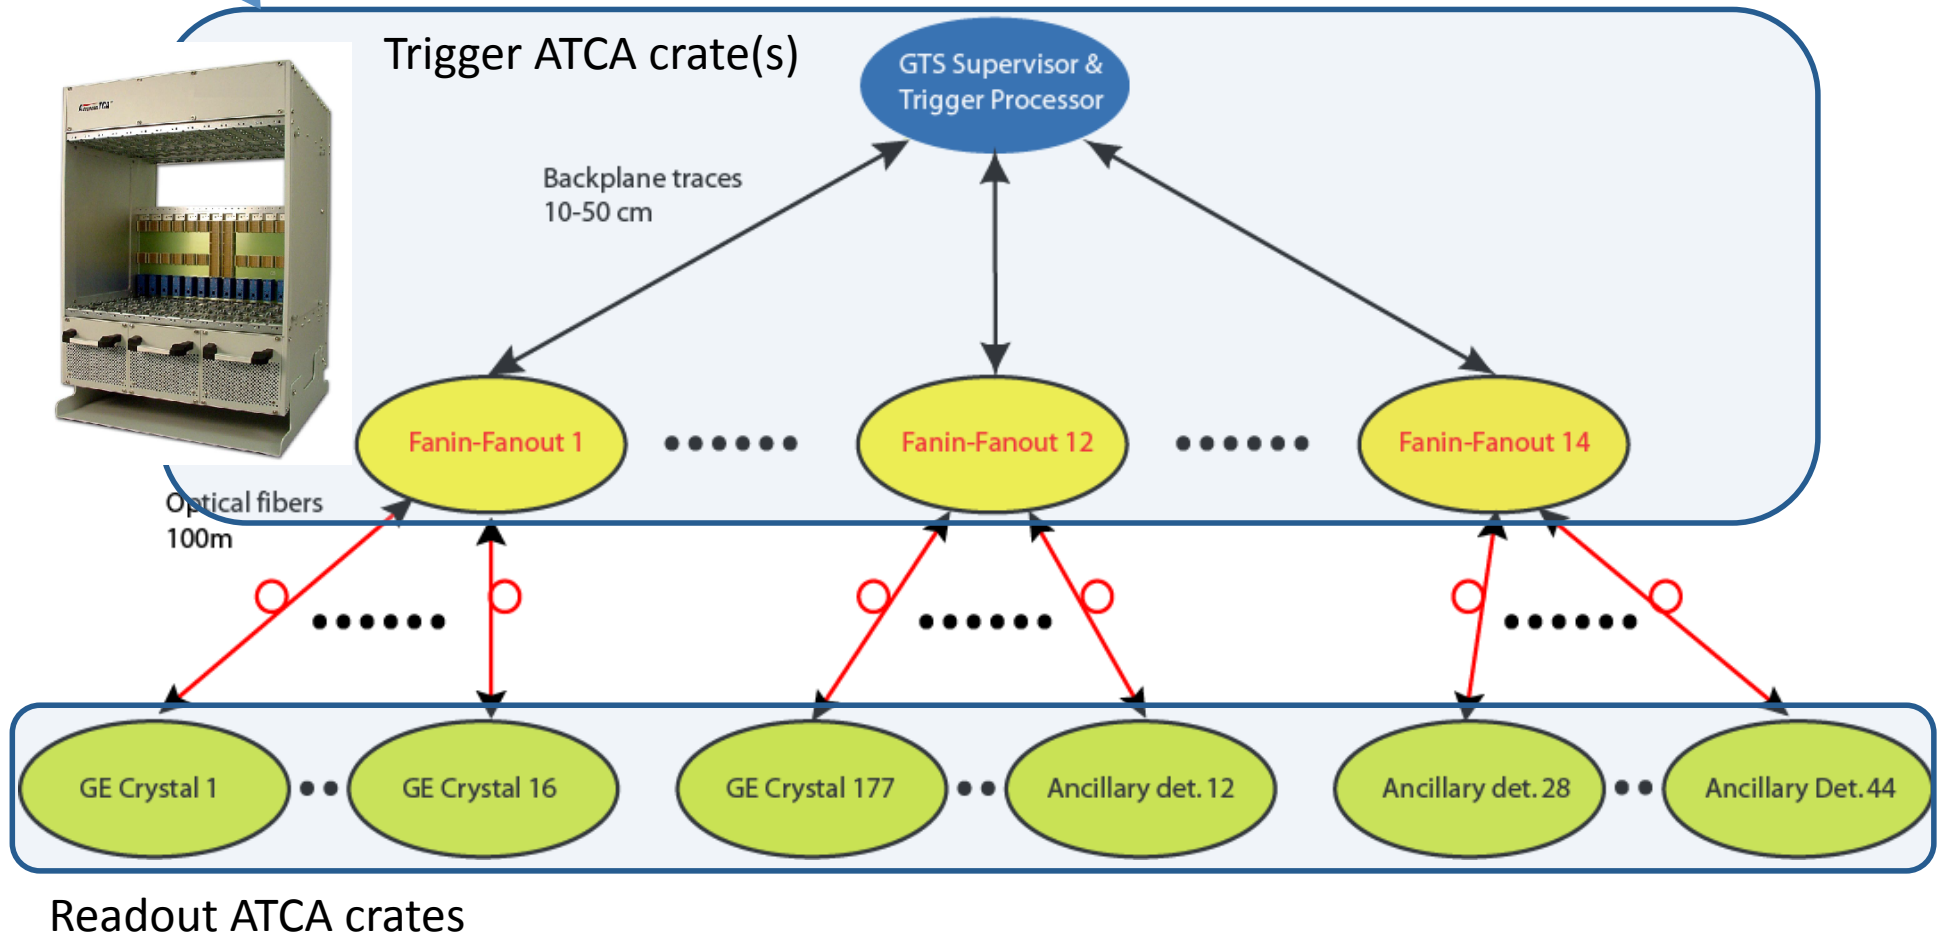 Trigger ATCA crate(s)
GTS Supervisor &
Trigger Processor
Backplane traces
10-50 cm
Fanin-Fanout 1
Fanin-Fanout 12
Fanin-Fanout 14
Optical fibers
100m
GE Crystal 1
GE Crystal 16
GE Crystal 177
Ancillary det. 12
Ancillary det. 28
Ancillary Det. 44
Readout ATCA crates